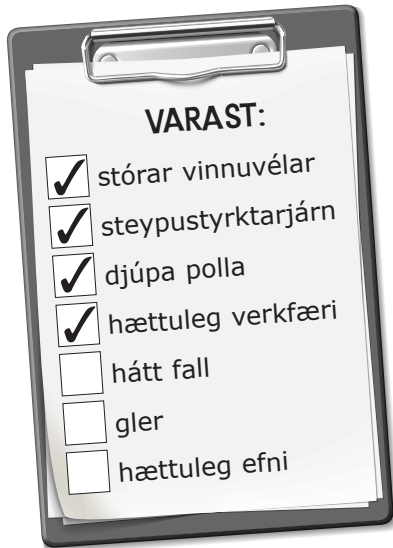 VARAST:
stórar vinnuvélar
steypustyrktarjárn
djúpa polla
hættuleg verkfæri
hátt fall
gler
hættuleg efni